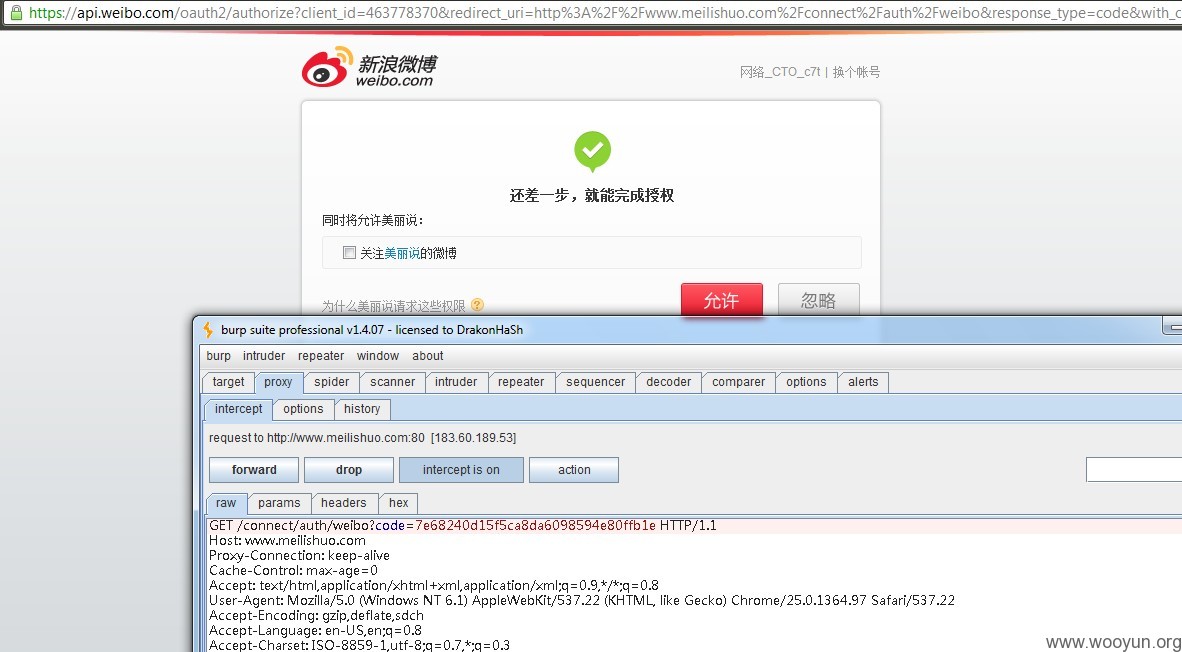 https://api.weibo.com/oauth2/authorize?client_id=463778370&redirect_uri=http%3A%2F%2Fwww.meilishuo.com%2Fconnect%2Fauth%2Fweibo&response_type=code&with_c
新浪微博
weibo.com
网络_CTO_c7t | 换个帐号
还差一步，就能完成授权
同时将允许美丽说：
关注美丽说的微博
为什么美丽说请求这些权限 ?
允许 忽略
burp suite professional v1.4.07 - licensed to DrakonHaSh
burp intruder repeater window about
target proxy spider scanner intruder repeater sequencer decoder comparer options alerts
intercept options history
request to http://www.meilishuo.com:80 [183.60.189.53]
forward drop intercept is on action
raw params headers hex
GET /connect/auth/weibo?code=7e68240d15f5ca8da6098594e80ffb1e HTTP/1.1
Host: www.meilishuo.com
Proxy-Connection: keep-alive
Cache-Control: max-age=0
Accept: text/html,application/xhtml+xml,application/xml;q=0.9,*/*;q=0.8
User-Agent: Mozilla/5.0 (Windows NT 6.1) AppleWebKit/537.22 (KHTML, like Gecko) Chrome/25.0.1364.97 Safari/537.22
Accept-Encoding: gzip,deflate,sdch
Accept-Language: en-US,en;q=0.8
Accept-Charset: ISO-8859-1,utf-8;q=0.7,*;q=0.3
www.wooyun.org